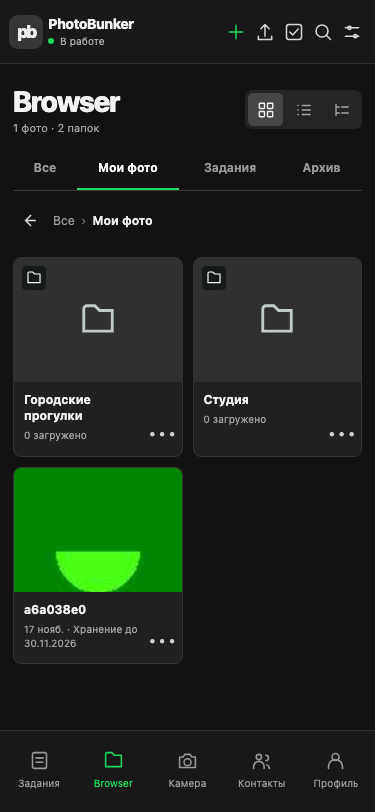 pb
PhotoBunker
В работе
Browser
1 фото · 2 папок
Все
Мои фото
Задания
Архив
Все › Мои фото
Городские
прогулки
0 загружено
Студия
0 загружено
a6a038e0
17 нояб. · Хранение до
30.11.2026
Задания
Browser
Камера
Контакты
Профиль